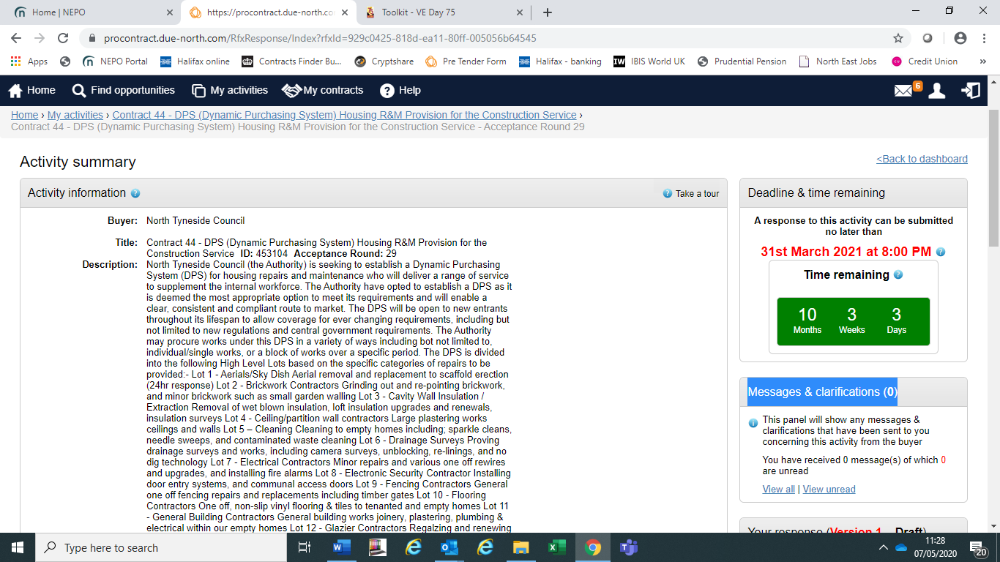 Home | NEPO
https://procontract.due-north.co
Toolkit - VE Day 75
procontract.due-north.com/RfxResponse/Index?rfxId=929c0425-818d-ea11-80ff-005056b64545
Apps NEPO Portal Halifax online Contracts Finder Bu... Cryptshare Pre Tender Form Halifax - banking IW IBIS World UK Prudential Pension North East Jobs CU Credit Union »
Home Find opportunities My activities My contracts Help 6
Home › My activities › Contract 44 - DPS (Dynamic Purchasing System) Housing R&M Provision for the Construction Service ›
Contract 44 - DPS (Dynamic Purchasing System) Housing R&M Provision for the Construction Service - Acceptance Round 29
Activity summary
<Back to dashboard
Activity information
Take a tour
Buyer: North Tyneside Council
Title: Contract 44 - DPS (Dynamic Purchasing System) Housing R&M Provision for the
Construction Service ID: 453104 Acceptance Round: 29
Description: North Tyneside Council (the Authority) is seeking to establish a Dynamic Purchasing
System (DPS) for housing repairs and maintenance who will deliver a range of service
to supplement the internal workforce. The Authority have opted to establish a DPS as it
is deemed the most appropriate option to meet its requirements and will enable a
clear, consistent and compliant route to market. The DPS will be open to new entrants
throughout its lifespan to allow coverage for ever changing requirements, including but
not limited to new regulations and central government requirements. The Authority
may procure works under this DPS in a variety of ways including bot not limited to,
individual/single works, or a block of works over a specific period. The DPS is divided
into the following High Level Lots based on the specific categories of repairs to be
provided:- Lot 1 - Aerials/Sky Dish Aerial removal and replacement to scaffold erection
(24hr response) Lot 2 - Brickwork Contractors Grinding out and re-pointing brickwork,
and minor brickwork such as small garden walling Lot 3 - Cavity Wall Insulation /
Extraction Removal of wet blown insulation, loft insulation upgrades and renewals,
insulation surveys Lot 4 - Ceiling/partition wall contractors Large plastering works
ceilings and walls Lot 5 – Cleaning Cleaning to empty homes including; sparkle cleans,
needle sweeps, and contaminated waste cleaning Lot 6 - Drainage Surveys Proving
drainage surveys and works, including camera surveys, unblocking, re-linings, and no
dig technology Lot 7 - Electrical Contractors Minor repairs and various one off rewires
and upgrades, and installing fire alarms Lot 8 - Electronic Security Contractor Installing
door entry systems, and communal access doors Lot 9 - Fencing Contractors General
one off fencing repairs and replacements including timber gates Lot 10 - Flooring
Contractors One off, non-slip vinyl flooring & tiles to tenanted and empty homes Lot 11
- General Building Contractors General building works joinery, plastering, plumbing &
electrical within our empty homes Lot 12 - Glazier Contractors Regalzing and renewing
Deadline & time remaining
A response to this activity can be submitted
no later than
31st March 2021 at 8:00 PM
Time remaining
10 3 3
Months Weeks Days
Messages & clarifications (0)
This panel will show any messages &
clarifications that have been sent to you
concerning this activity from the buyer
You have received 0 message(s) of which 0
are unread
View all | View unread
Your response (Version 1 - Draft)
Type here to search
11:28
07/05/2020
20